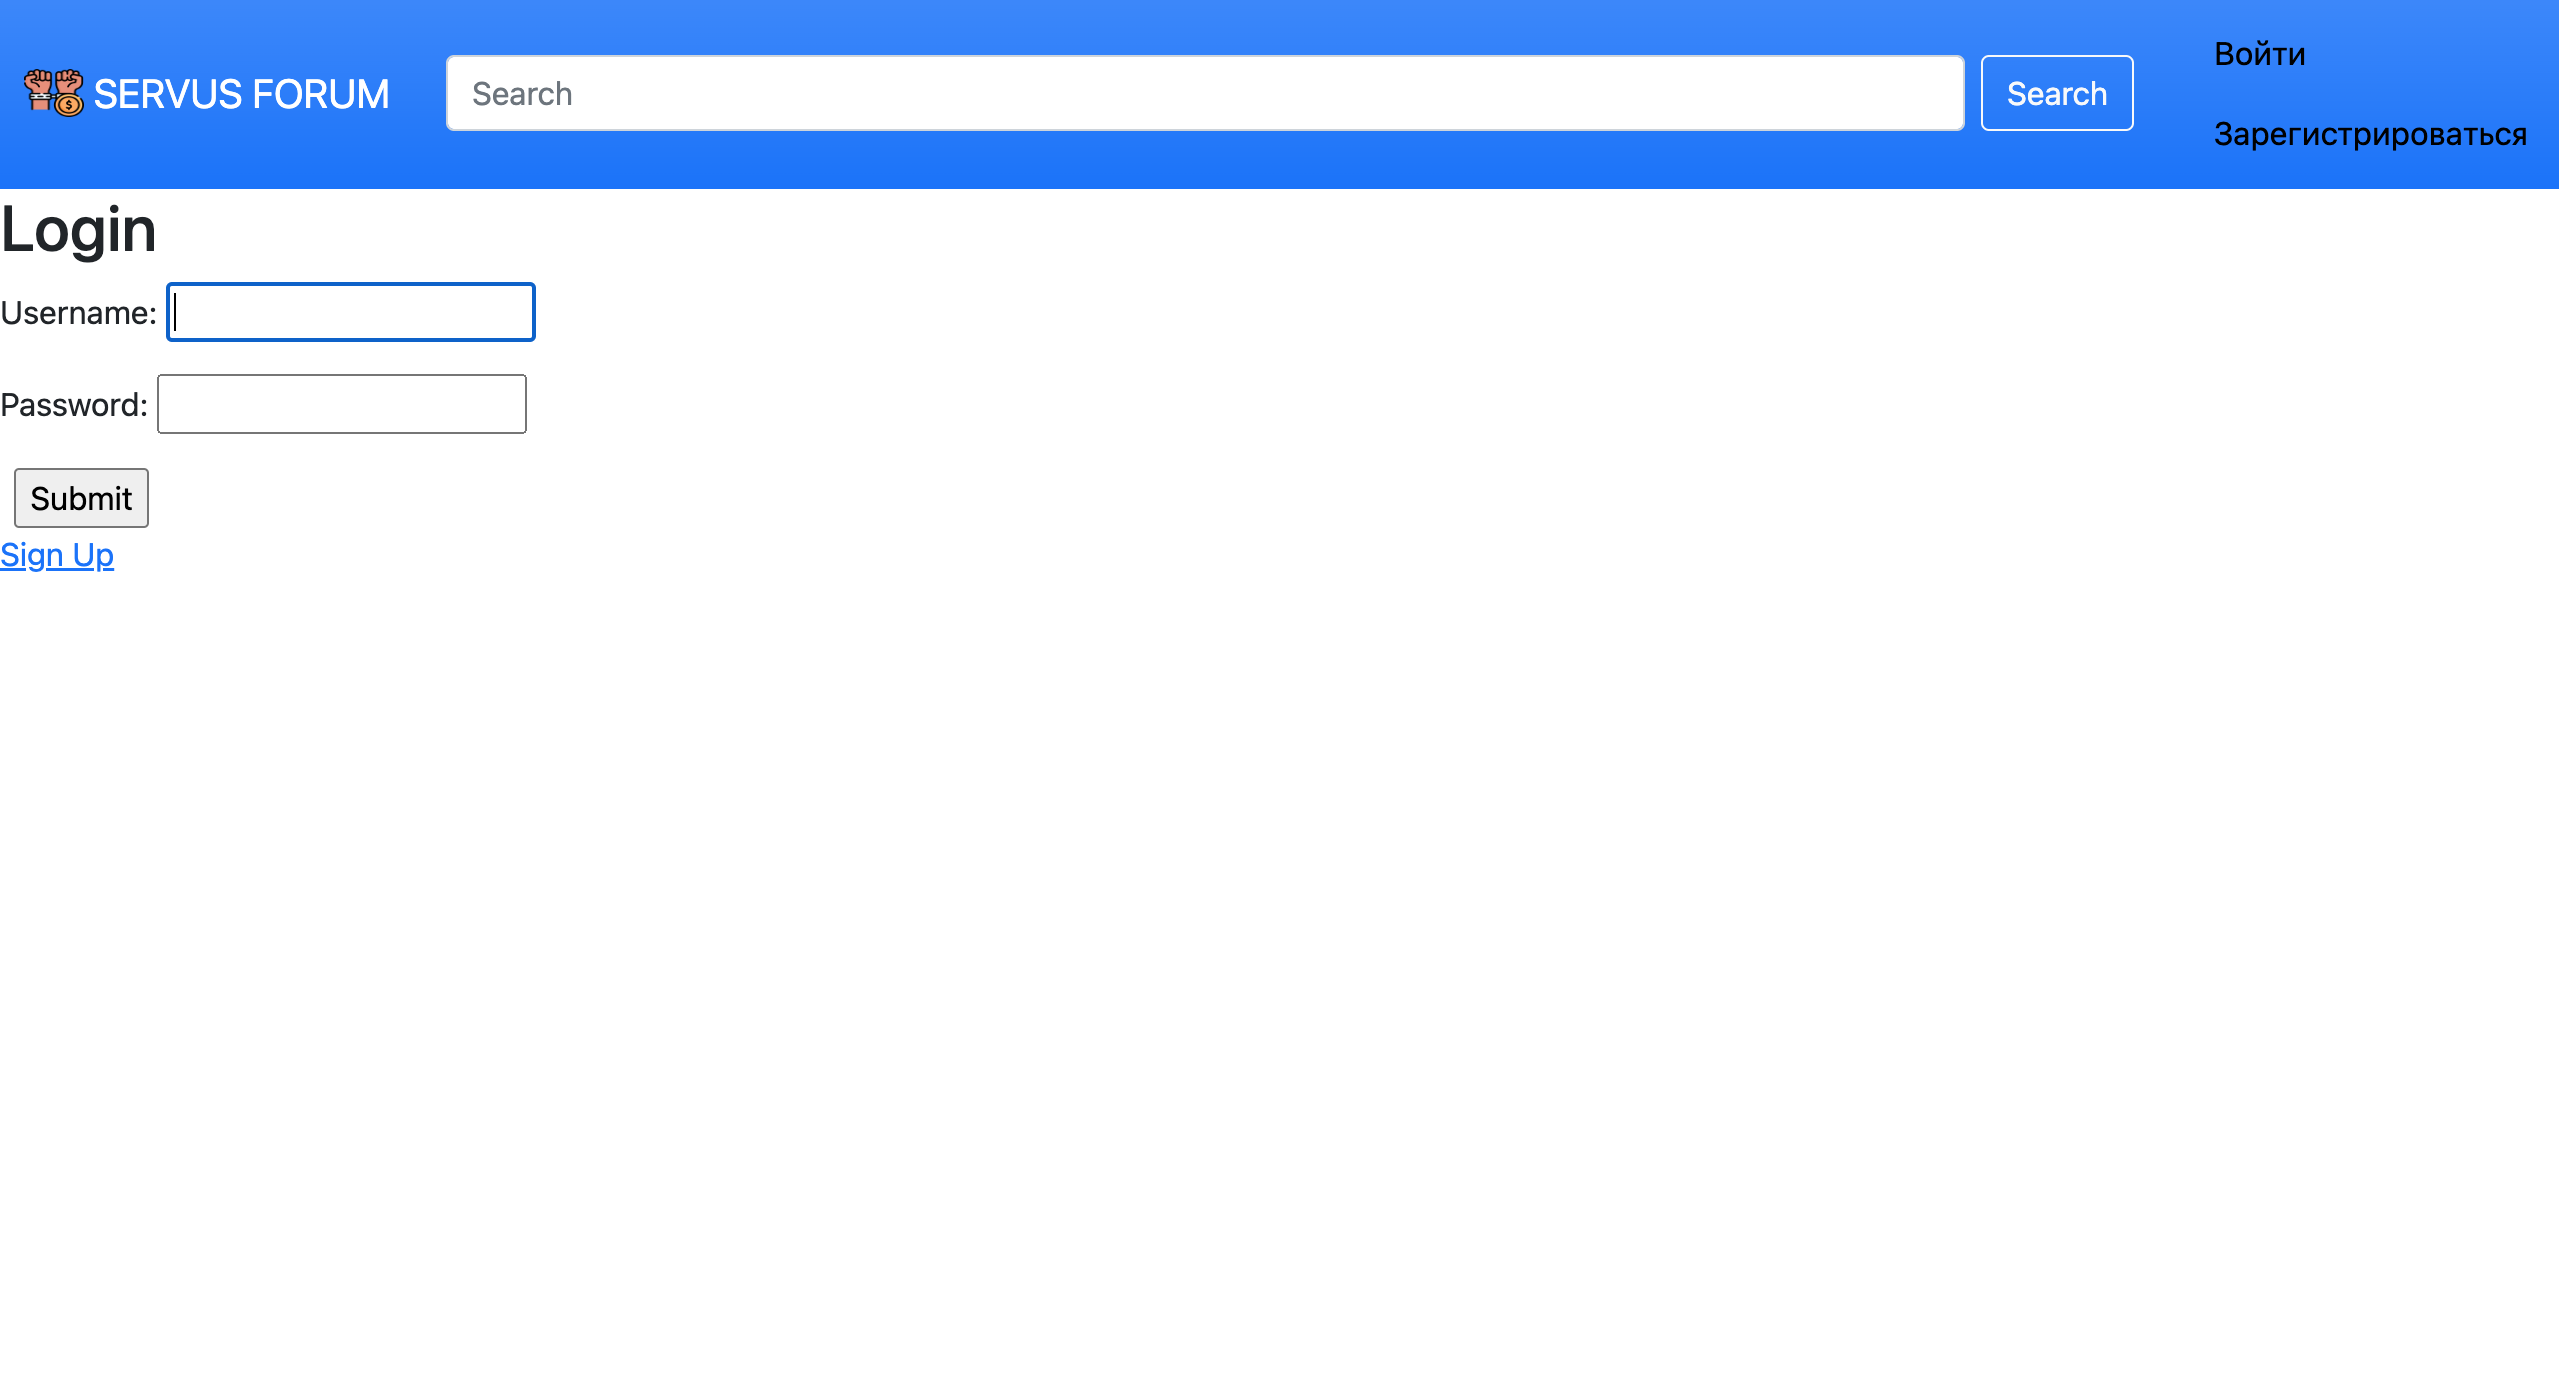 SERVUS FORUM
Search
Search
Войти
Зарегистрироваться
Login
Username:
Password:
Submit
Sign Up